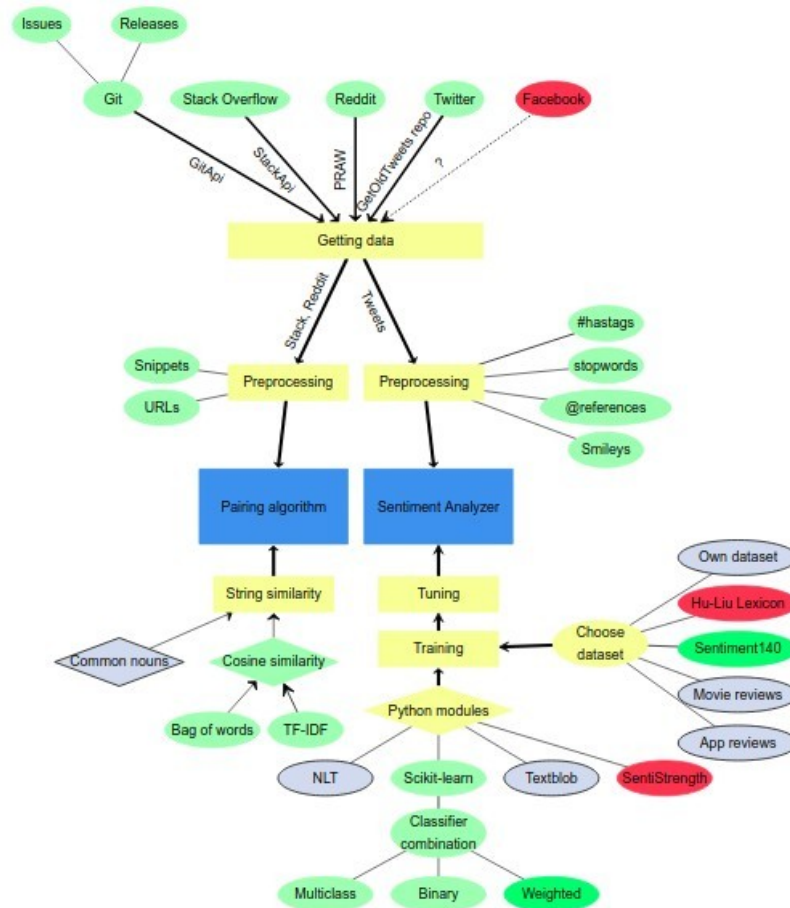 Issues
Releases
Git
Stack Overflow
Reddit
Twitter
Facebook
GitApi
StackApi
PRAW
GetOldTweets repo
?
Getting data
Stack, Reddit
Tweets
#hastags
Snippets
Preprocessing
Preprocessing
stopwords
URLs
@references
Smileys
Pairing algorithm
Sentiment Analyzer
Own dataset
String similarity
Tuning
Hu-Liu Lexicon
Choose
dataset
Sentiment140
Common nouns
Cosine similarity
Training
Movie reviews
Bag of words
TF-IDF
Python modules
App reviews
NLT
Scikit-learn
Textblob
SentiStrength
Classifier
combination
Multiclass
Binary
Weighted